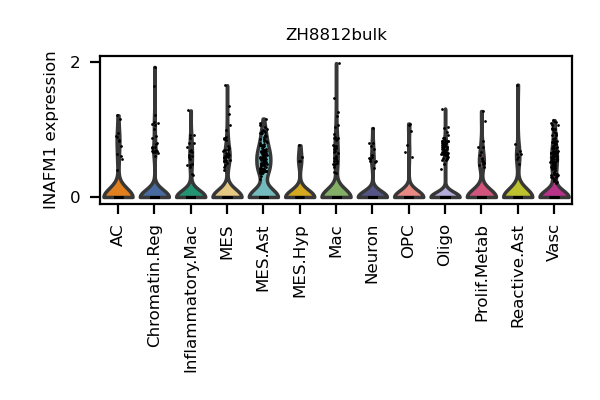 ZH8812bulk
INAFM1 expression
2
0
AC
Chromatin.Reg
Inflammatory.Mac
MES
MES.Ast
MES.Hyp
Mac
Neuron
OPC
Oligo
Prolif.Metab
Reactive.Ast
Vasc